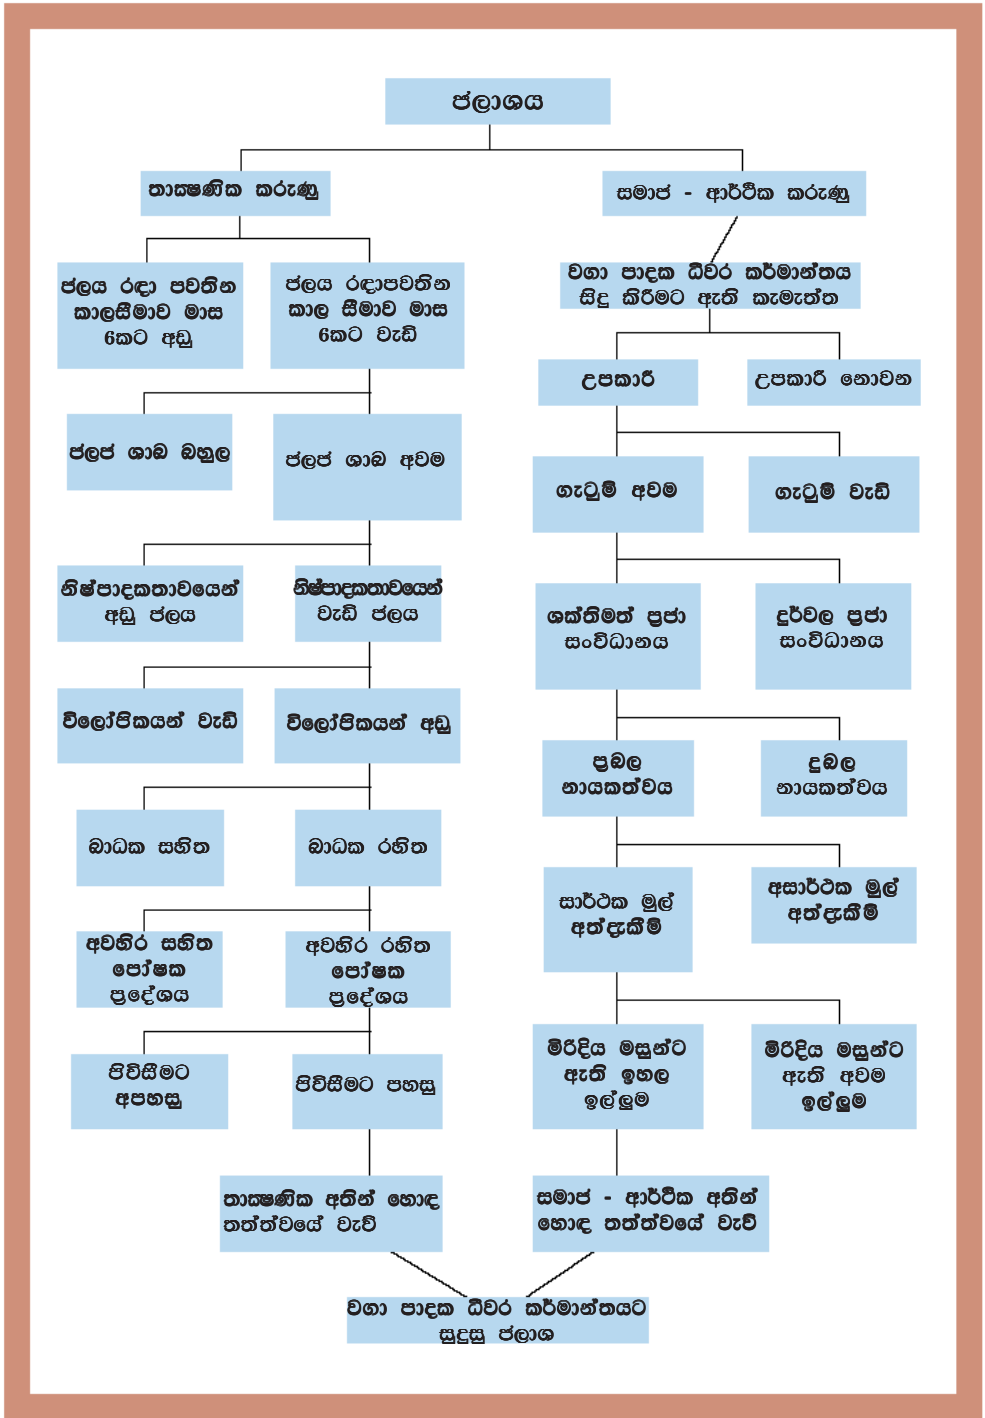 ජලාශය
තාක්‍ෂණික කරුණු
ජලය රඳා පවතින
කාලසීමාව මාස
6කට අඩු
ජලය රඳාපවතින
කාල සීමාව මාස
6කට වැඩි
ජලජ ශාඛ බහුල
ජලජ ශාඛ අවම
නිෂ්පාදකතාවයෙන්
අඩු ජලය
නිෂ්පාදකතාවයෙන්
වැඩි ජලය
විලෝපිකයන් වැඩි
විලෝපිකයන් අඩු
බාධක සහිත
බාධක රහිත
අවහිර සහිත
පෝෂක
ප්‍රදේශය
අවහිර රහිත
පෝෂක
ප්‍රදේශය
පිවිසීමට
අපහසු
පිවිසීමට පහසු
තාක්‍ෂණික අතින් හොඳ
තත්ත්වයේ වැව්
සමාජ - ආර්ථික කරුණු
වගා පාදක ධීවර කර්මාන්තය
සිදු කිරීමට ඇති කැමැත්ත
උපකාරී
උපකාරී නොවන
ගැටුම් අවම
ගැටුම් වැඩි
ශක්තිමත් ප්‍රජා
සංවිධානය
දුර්වල ප්‍රජා
සංවිධානය
ප්‍රබල
නායකත්වය
දුබල
නායකත්වය
සාර්ථක මුල්
අත්දැකීම්
අසාර්ථක මුල්
අත්දැකීම්
මිරිදිය මසුන්ට
ඇති ඉහල
ඉල්ලුම
මිරිදිය මසුන්ට
ඇති අවම
ඉල්ලුම
සමාජ - ආර්ථික අතින්
හොඳ තත්ත්වයේ වැව්
වගා පාදක ධීවර කර්මාන්තයට
සුදුසු ජලාශ